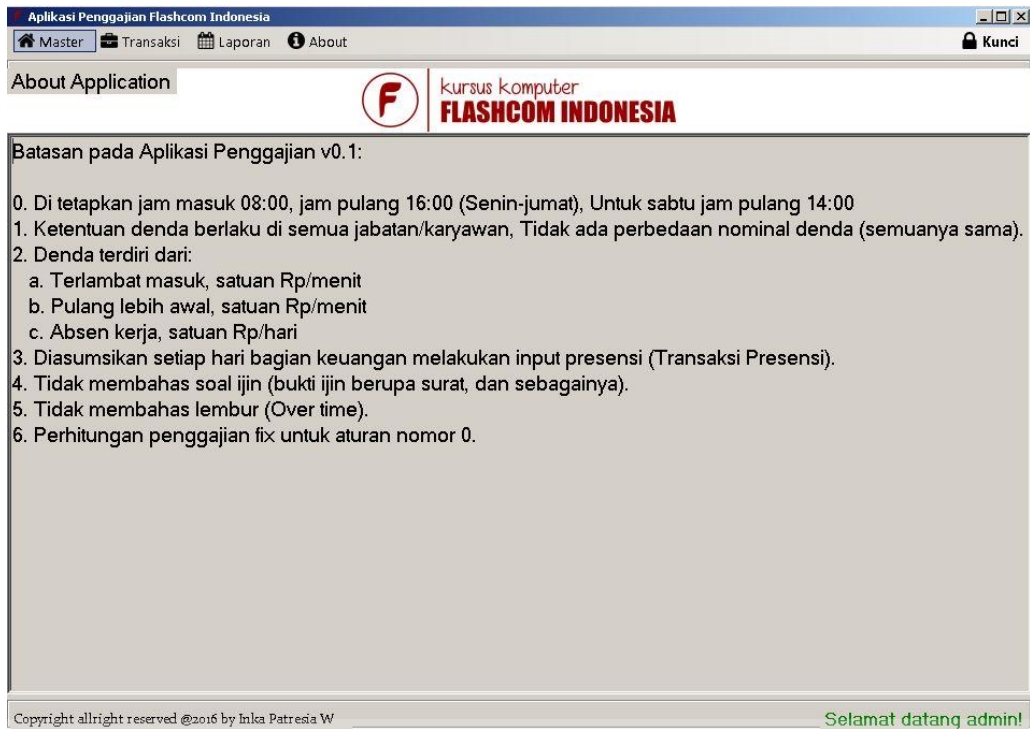 Aplikasi Penggajian Flashcom Indonesia
Master Transaksi Laporan About Kunci
About Application
kursus komputer
FLASHCOM INDONESIA
Batasan pada Aplikasi Penggajian v0.1:
0. Di tetapkan jam masuk 08:00, jam pulang 16:00 (Senin-jumat), Untuk sabtu jam pulang 14:00
1. Ketentuan denda berlaku di semua jabatan/karyawan, Tidak ada perbedaan nominal denda (semuanya sama).
2. Denda terdiri dari:
a. Terlambat masuk, satuan Rp/menit
b. Pulang lebih awal, satuan Rp/menit
c. Absen kerja, satuan Rp/hari
3. Diasumsikan setiap hari bagian keuangan melakukan input presensi (Transaksi Presensi).
4. Tidak membahas soal ijin (bukti ijin berupa surat, dan sebagainya).
5. Tidak membahas lembur (Over time).
6. Perhitungan penggajian fix untuk aturan nomor 0.
Copyright allright reserved @2016 by Inka Patresia W
Selamat datang admin!